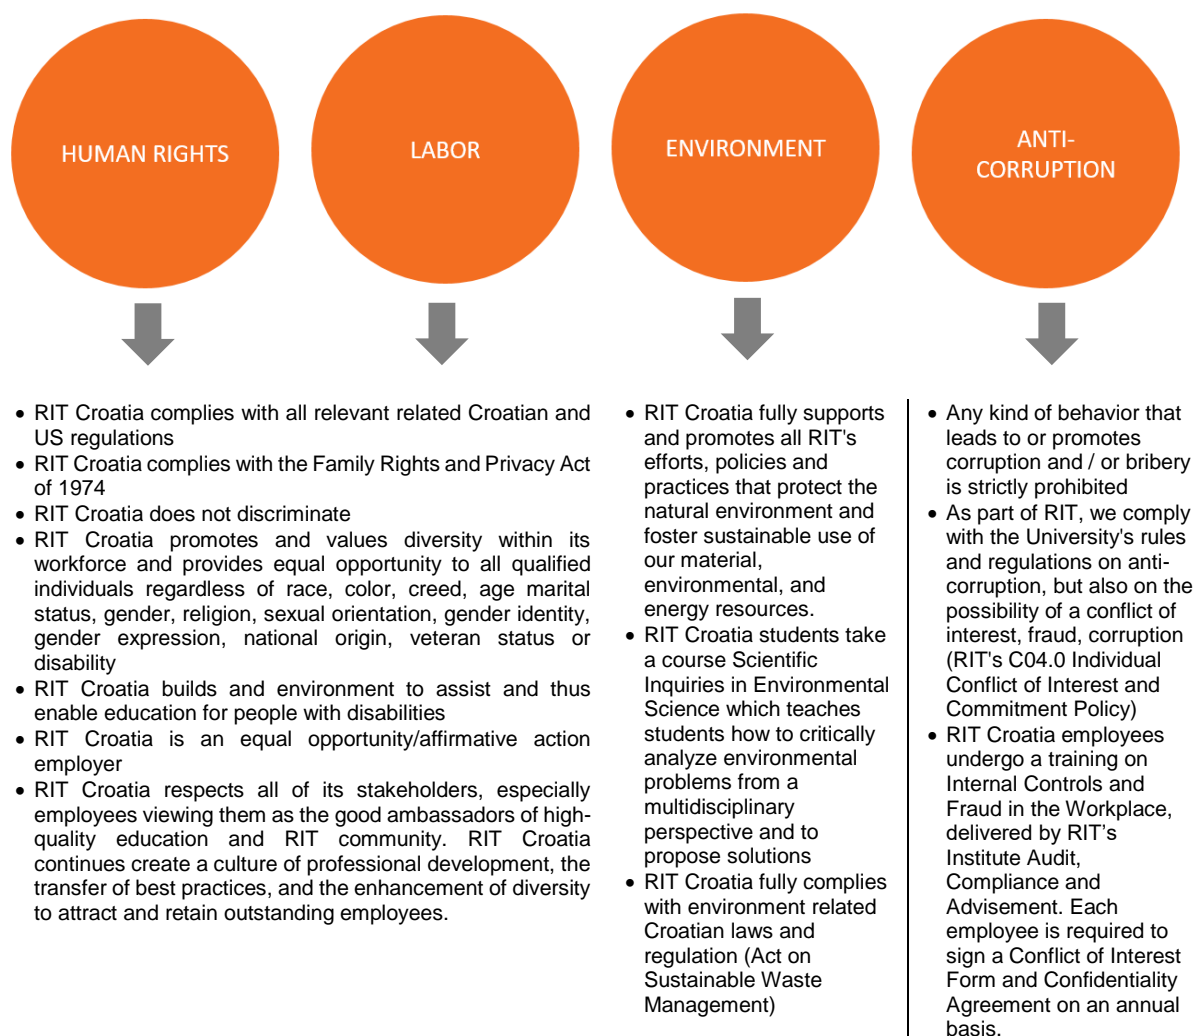 HUMAN RIGHTS
LABOR
ENVIRONMENT
ANTI-
CORRUPTION
• RIT Croatia complies with all relevant related Croatian and
US regulations
• RIT Croatia complies with the Family Rights and Privacy Act
of 1974
• RIT Croatia does not discriminate
• RIT Croatia promotes and values diversity within its
workforce and provides equal opportunity to all qualified
individuals regardless of race, color, creed, age marital
status, gender, religion, sexual orientation, gender identity,
gender expression, national origin, veteran status or
disability
• RIT Croatia builds and environment to assist and thus
enable education for people with disabilities
• RIT Croatia is an equal opportunity/affirmative action
employer
• RIT Croatia respects all of its stakeholders, especially
employees viewing them as the good ambassadors of high-
quality education and RIT community. RIT Croatia
continues create a culture of professional development, the
transfer of best practices, and the enhancement of diversity
to attract and retain outstanding employees.
• RIT Croatia fully supports
and promotes all RIT's
efforts, policies and
practices that protect the
natural environment and
foster sustainable use of
our material,
environmental, and
energy resources.
• RIT Croatia students take
a course Scientific
Inquiries in Environmental
Science which teaches
students how to critically
analyze environmental
problems from a
multidisciplinary
perspective and to
propose solutions
• RIT Croatia fully complies
with environment related
Croatian laws and
regulation (Act on
Sustainable Waste
Management)
• Any kind of behavior that
leads to or promotes
corruption and / or bribery
is strictly prohibited
• As part of RIT, we comply
with the University's rules
and regulations on anti-
corruption, but also on the
possibility of a conflict of
interest, fraud, corruption
(RIT's C04.0 Individual
Conflict of Interest and
Commitment Policy)
• RIT Croatia employees
undergo a training on
Internal Controls and
Fraud in the Workplace,
delivered by RIT's
Institute Audit,
Compliance and
Advisement. Each
employee is required to
sign a Conflict of Interest
Form and Confidentiality
Agreement on an annual
basis.